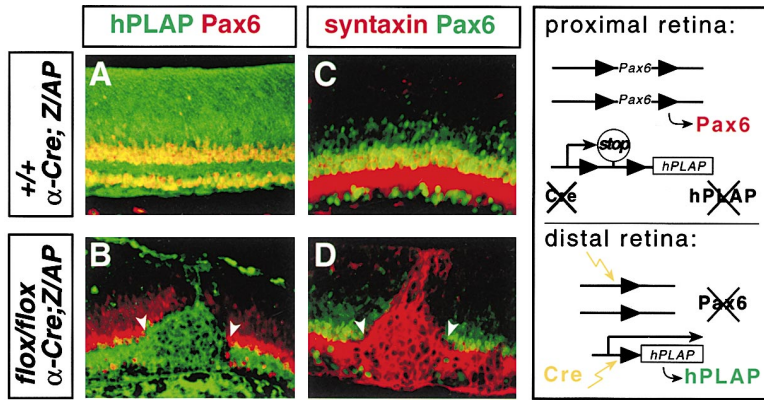 hPLAP Pax6
syntaxin Pax6
+/+
α-Cre; Z/AP
flox/flox
α-Cre;Z/AP
A
C
B
D
proximal retina:
Pax6
Pax6
Pax6
stop
hPLAP
Cre
hPLAP
distal retina:
Pax6
hPLAP
Cre
hPLAP